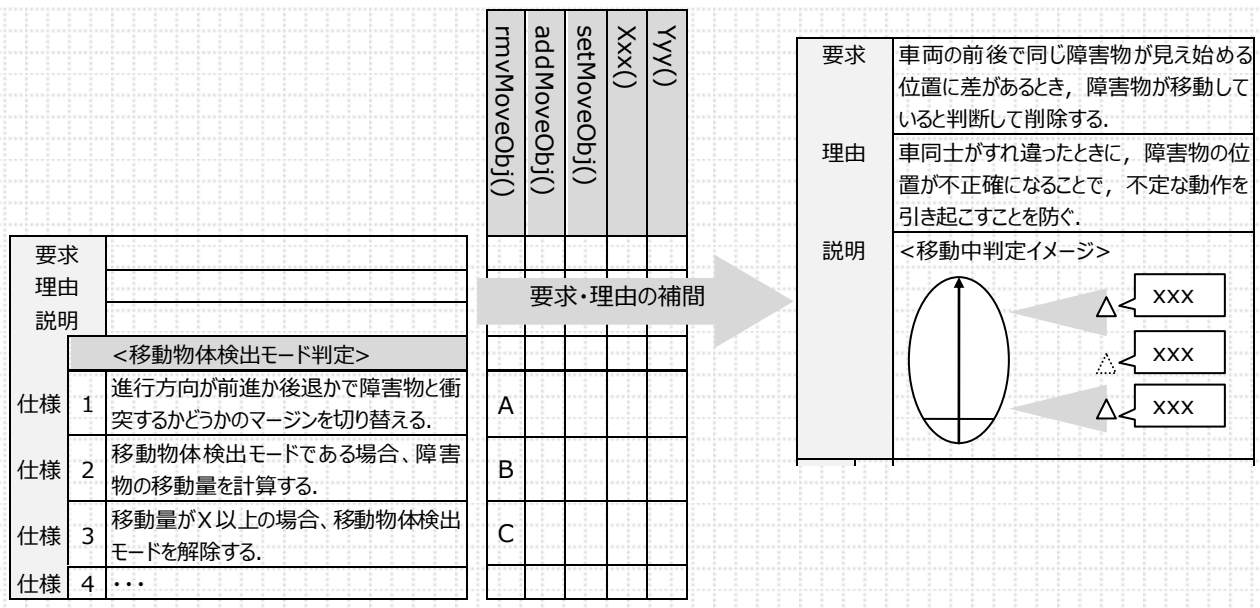 rmvMoveObj()
addMoveObj()
setMoveObj()
Xxx()
Yyy()
要求
理由
説明
<移動物体検出モード判定>
仕様 1 進行方向が前進か後退かで障害物と衝
突するかどうかのマージンを切り替える.
A
仕様 2 移動物体検出モードである場合、障害
物の移動量を計算する.
B
仕様 3 移動量がX以上の場合、移動物体検出
モードを解除する.
C
仕様 4 ・・・
要求・理由の補間
要求 車両の前後で同じ障害物が見え始める
位置に差があるとき,障害物が移動して
いると判断して削除する.
理由 車同士がすれ違ったときに,障害物の位
置が不正確になることで,不定な動作を
引き起こすことを防ぐ.
説明 <移動中判定イメージ>
xxx
xxx
xxx